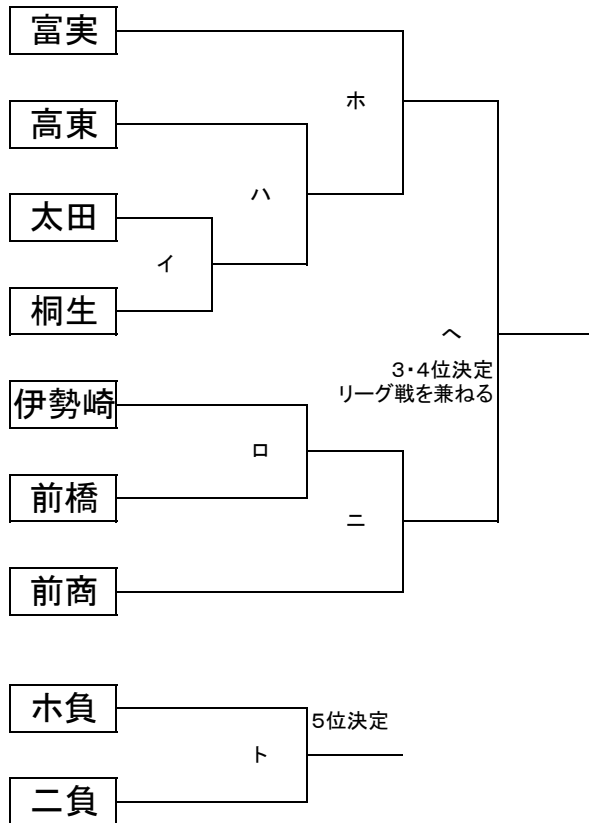 富実
ホ
高東
ハ
太田
イ
桐生
ヘ
3・4位決定
リーグ戦を兼ねる
伊勢崎
ロ
前橋
ニ
前商
ホ負
5位決定
ト
ニ負